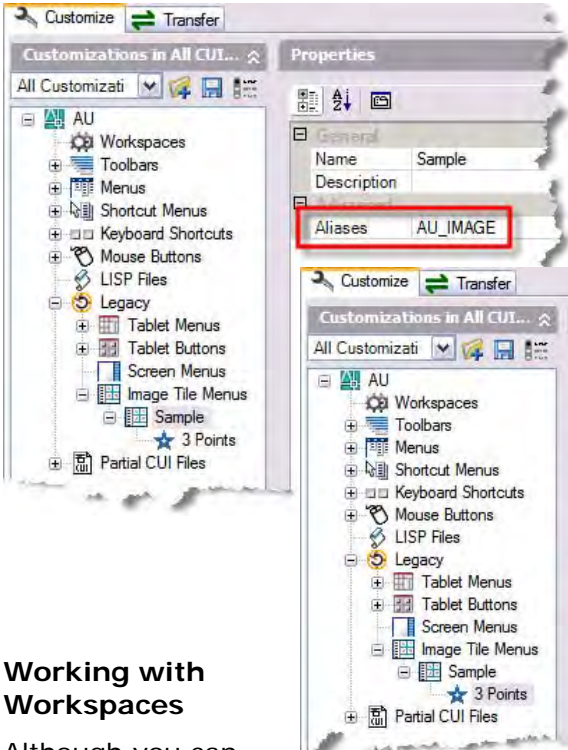 Customize Transfer
Customizations in All CUI...
All Customizati
AU
Workspaces
Toolbars
Menus
Shortcut Menus
Keyboard Shortcuts
Mouse Buttons
LISP Files
Legacy
Tablet Menus
Tablet Buttons
Screen Menus
Image Tile Menus
Sample
3 Points
Partial CUI Files
Properties
General
Name Sample
Description
Advanced
Aliases AU_IMAGE
Customize Transfer
Customizations in All CUI...
All Customizati
AU
Workspaces
Toolbars
Menus
Shortcut Menus
Keyboard Shortcuts
Mouse Buttons
LISP Files
Legacy
Tablet Menus
Tablet Buttons
Screen Menus
Image Tile Menus
Sample
3 Points
Partial CUI Files
Working with
Workspaces
Although you can